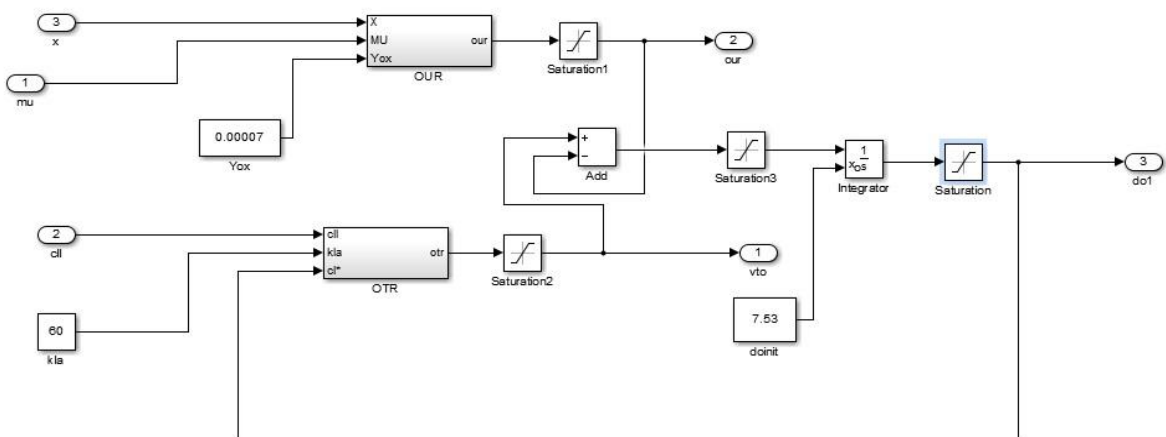 3
x
1
mu
X
MU
Yox
our
OUR
0.00007
Yox
Saturation1
2
our
+
−
Add
Saturation3
1
s
xo
Integrator
Saturation
3
do1
2
cll
cll
kla
cl*
otr
OTR
Saturation2
1
vto
60
kla
7.53
doinit